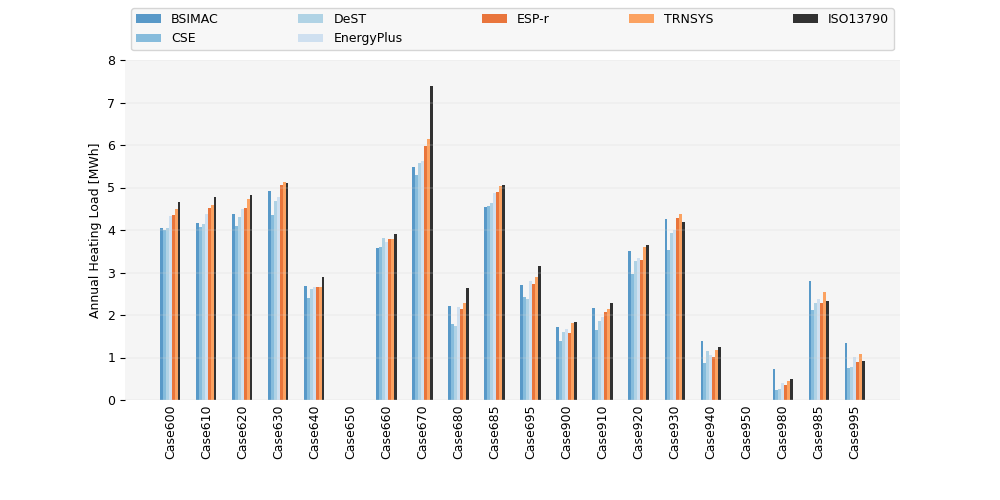 BSIMAC DeST ESP-r TRNSYS ISO13790
CSE EnergyPlus
Annual Heating Load [MWh]
8
7
6
5
4
3
2
1
0
Case600
Case610
Case620
Case630
Case640
Case650
Case660
Case670
Case680
Case685
Case695
Case900
Case910
Case920
Case930
Case940
Case950
Case980
Case985
Case995